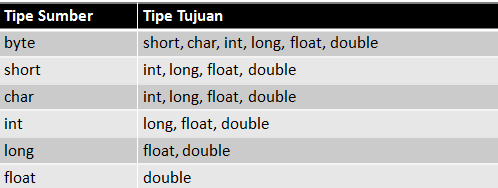 Tipe Sumber Tipe Tujuan
byte short, char, int, long, float, double
short int, long, float, double
char int, long, float, double
int long, float, double
long float, double
float double